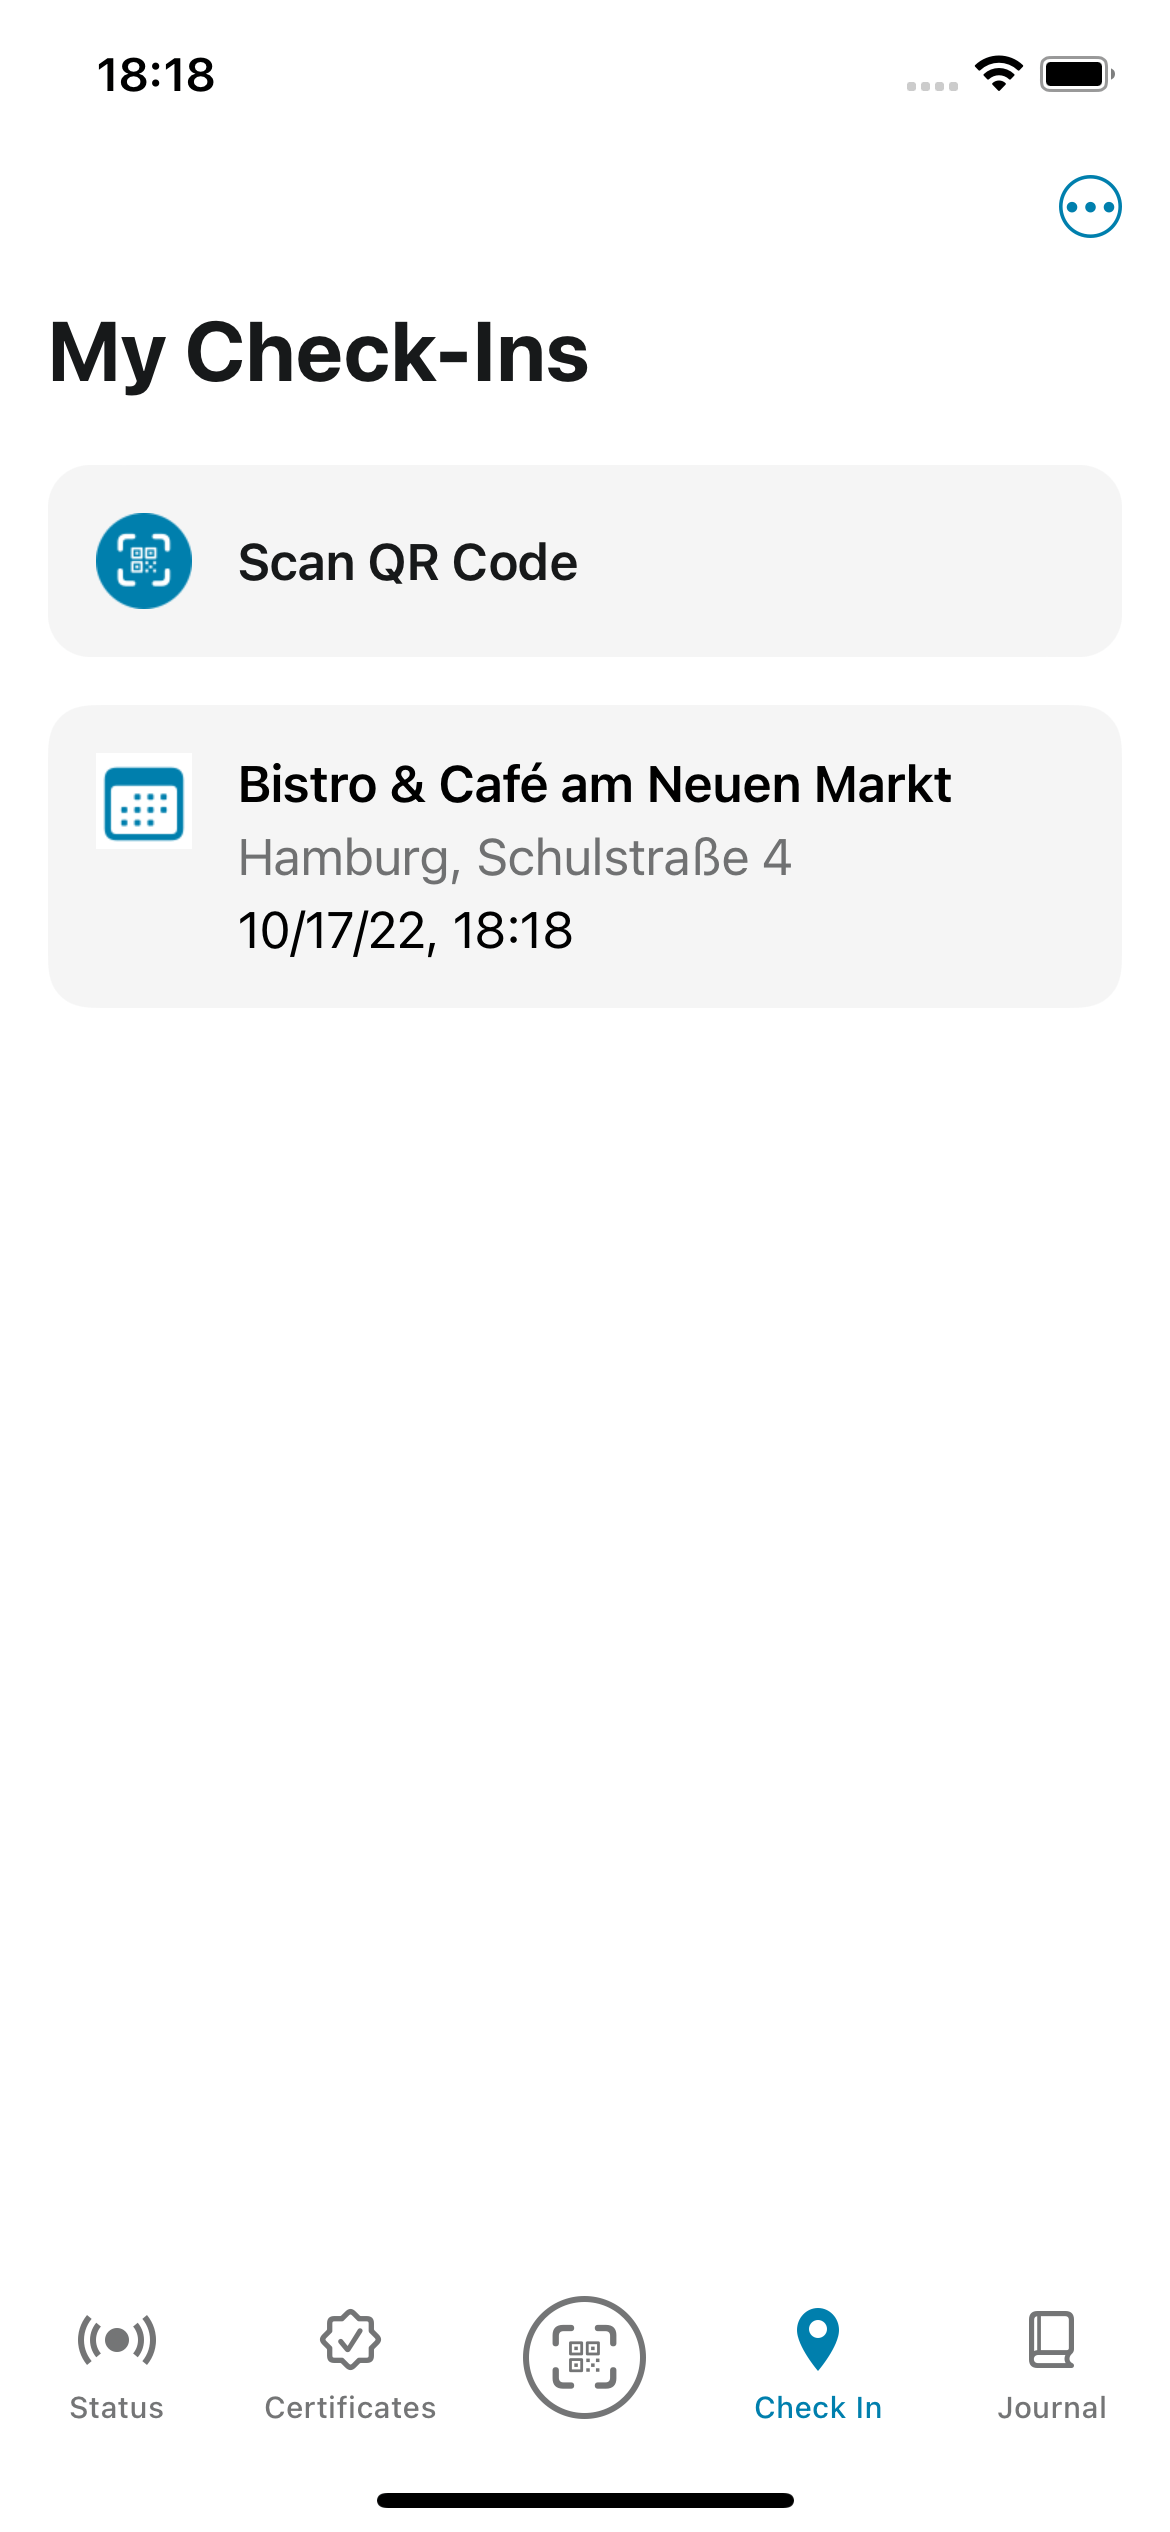 18:18
My Check-Ins
Scan QR Code
Bistro & Café am Neuen Markt
Hamburg, Schulstraße 4
10/17/22, 18:18
Status
Certificates
Check In
Journal